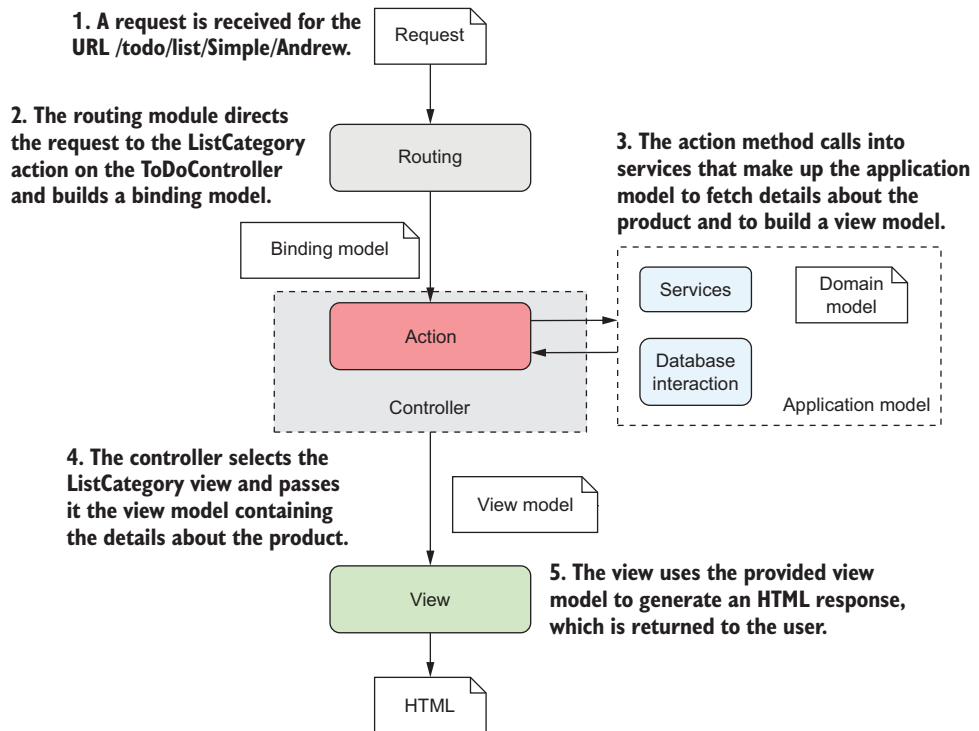 1. A request is received for the
URL /todo/list/Simple/Andrew.
Request
2. The routing module directs
the request to the ListCategory
action on the ToDoController
and builds a binding model.
Routing
3. The action method calls into
services that make up the application
model to fetch details about the
product and to build a view model.
Binding model
Action
Controller
Services
Domain
model
Database
interaction
Application model
4. The controller selects the
ListCategory view and passes
it the view model containing
the details about the product.
View model
View
5. The view uses the provided view
model to generate an HTML response,
which is returned to the user.
HTML